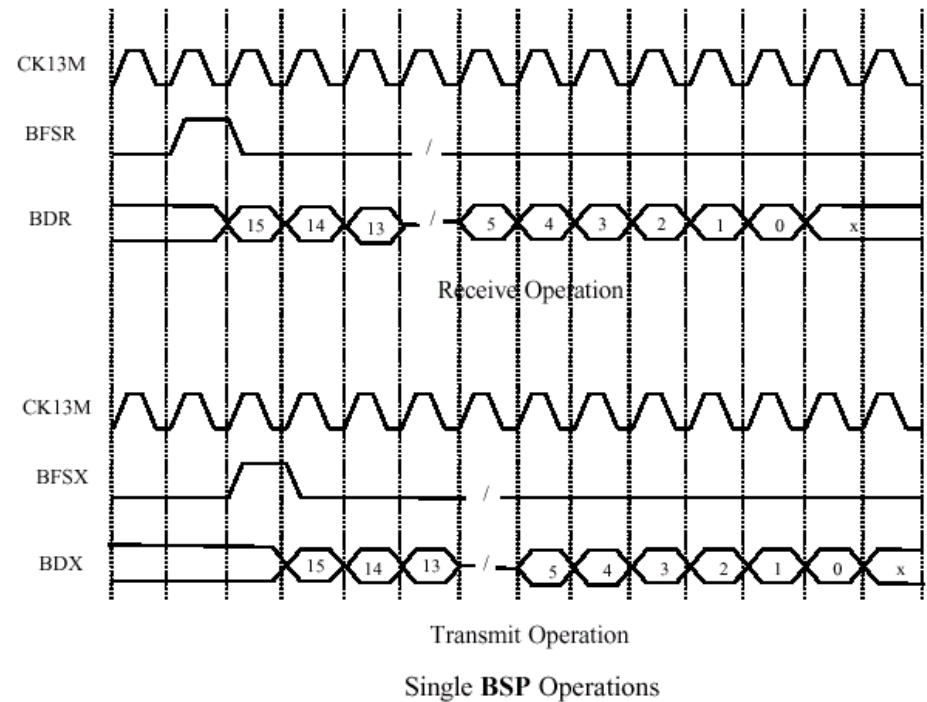 CK13M
BFSR
/
BDR 15 14 13 / 5 4 3 2 1 0 x
Receive Operation
CK13M
BFSX
/
BDX 15 14 13 / 5 4 3 2 1 0 x
Transmit Operation
Single BSP Operations